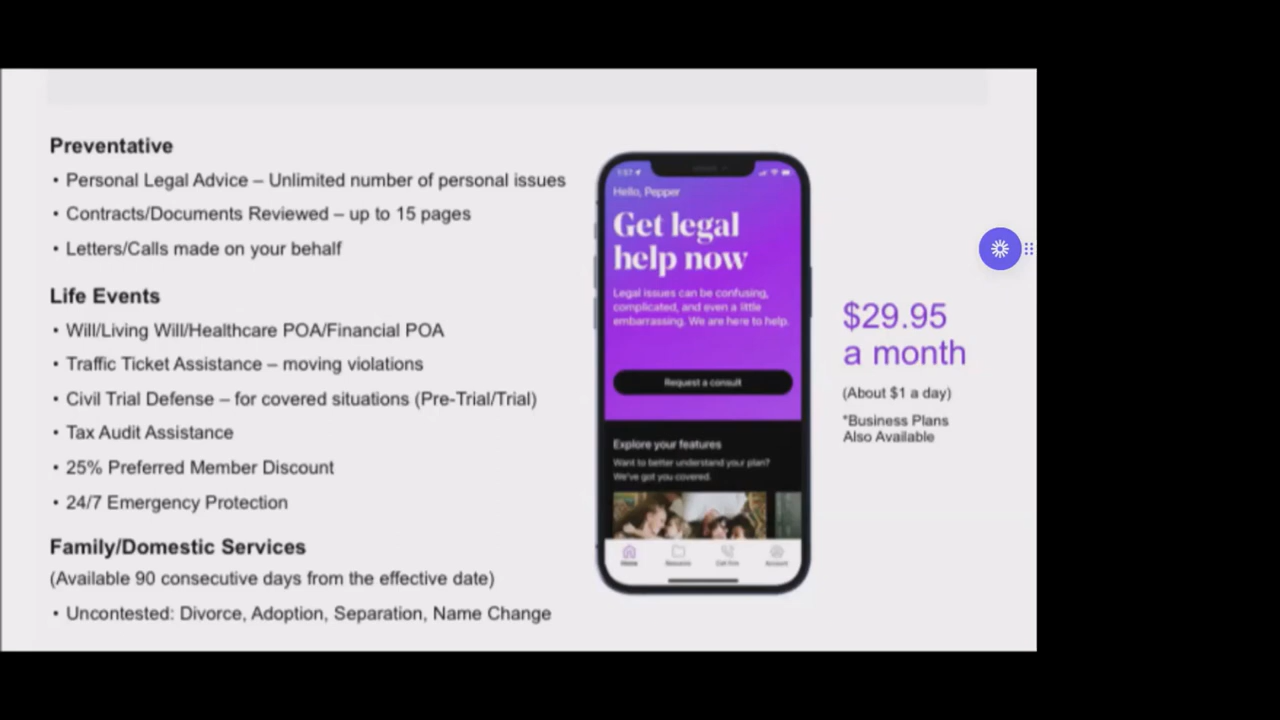 Preventative
• Personal Legal Advice – Unlimited number of personal issues
• Contracts/Documents Reviewed – up to 15 pages
• Letters/Calls made on your behalf
Life Events
• Will/Living Will/Healthcare POA/Financial POA
• Traffic Ticket Assistance – moving violations
• Civil Trial Defense – for covered situations (Pre-Trial/Trial)
• Tax Audit Assistance
• 25% Preferred Member Discount
• 24/7 Emergency Protection
Family/Domestic Services
(Available 90 consecutive days from the effective date)
• Uncontested: Divorce, Adoption, Separation, Name Change
1:57
Hello, Pepper
Get legal
help now
Legal issues can be confusing,
complicated, and even a little
embarrassing. We are here to help.
Request a consult
Explore your features
Want to better understand your plan?
We've got you covered.
Home
Call firm
Account
$29.95
a month
(About $1 a day)
*Business Plans
Also Available